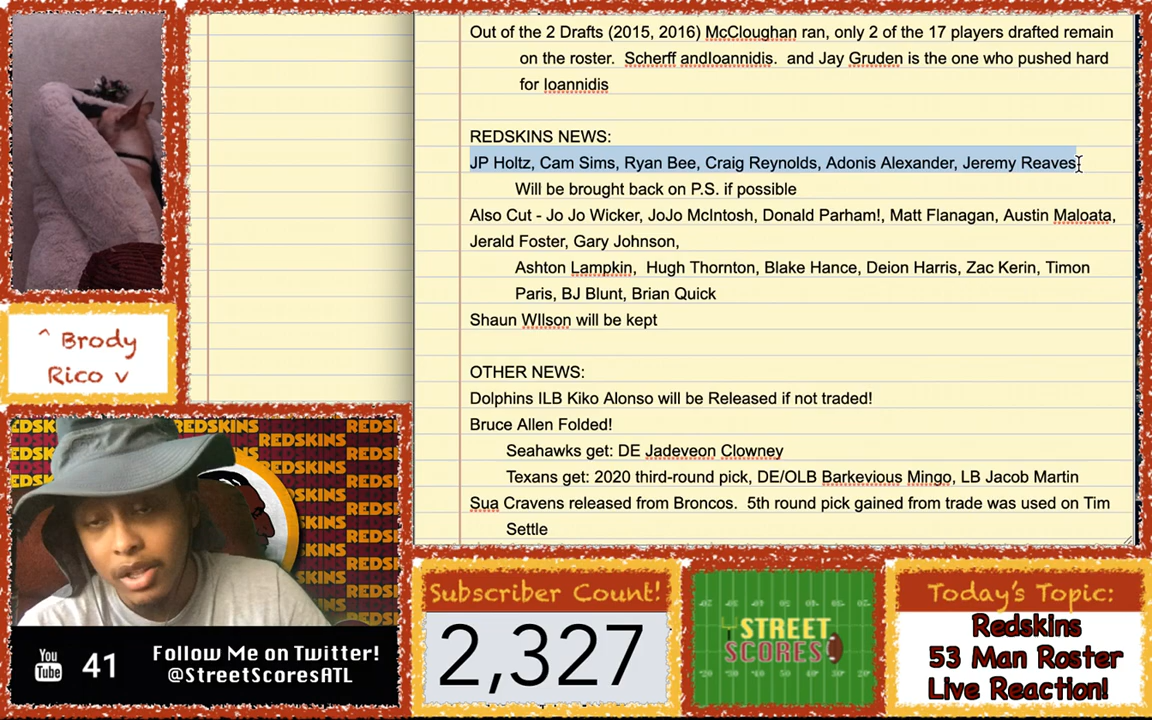 Out of the 2 Drafts (2015, 2016) McCloughan ran, only 2 of the 17 players drafted remain
on the roster.  Scherff andIoannidis.  and Jay Gruden is the one who pushed hard
for Ioannidis
REDSKINS NEWS:
JP Holtz, Cam Sims, Ryan Bee, Craig Reynolds, Adonis Alexander, Jeremy Reaves
Will be brought back on P.S. if possible
Also Cut - Jo Jo Wicker, JoJo McIntosh, Donald Parham!, Matt Flanagan, Austin Maloata,
Jerald Foster, Gary Johnson,
Ashton Lampkin,  Hugh Thornton, Blake Hance, Deion Harris, Zac Kerin, Timon
Paris, BJ Blunt, Brian Quick
Shaun WIlson will be kept
OTHER NEWS:
Dolphins ILB Kiko Alonso will be Released if not traded!
Bruce Allen Folded!
Seahawks get: DE Jadeveon Clowney
Texans get: 2020 third-round pick, DE/OLB Barkevious Mingo, LB Jacob Martin
Sua Cravens released from Broncos.  5th round pick gained from trade was used on Tim
Settle
^ Brody
Rico v
REDSKINS
REDSKINS
REDSKINS
You
Tube
41
Follow Me on Twitter!
@StreetScoresATL
Subscriber Count!
2,327
STREET
SCORES
Today's Topic:
Redskins
53 Man Roster
Live Reaction!